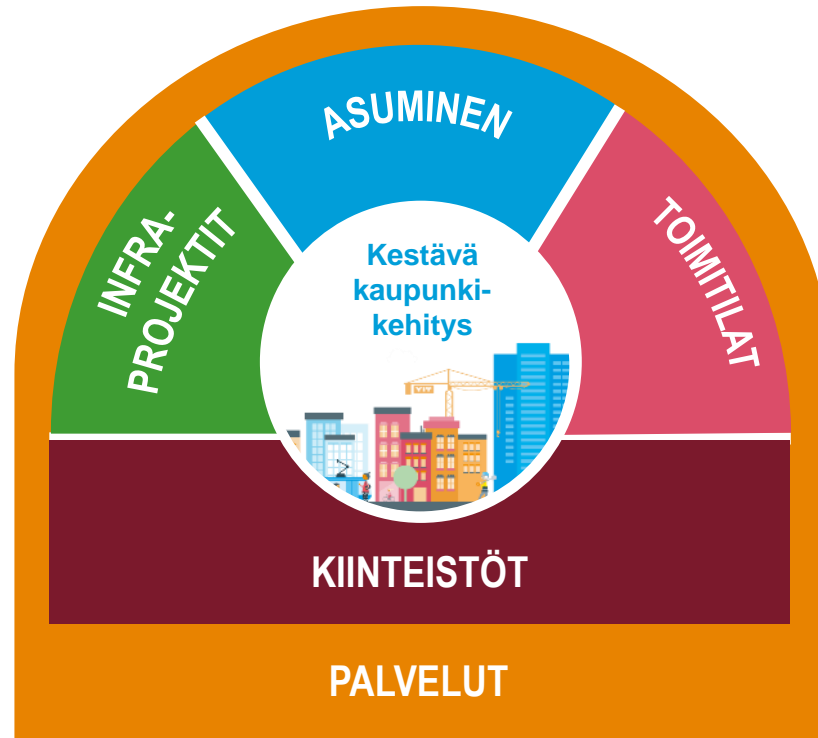 ASUMINEN
INFRA-
PROJEKTIT
TOIMITILAT
Kestävä
kaupunki-
kehitys
KIINTEISTÖT
PALVELUT